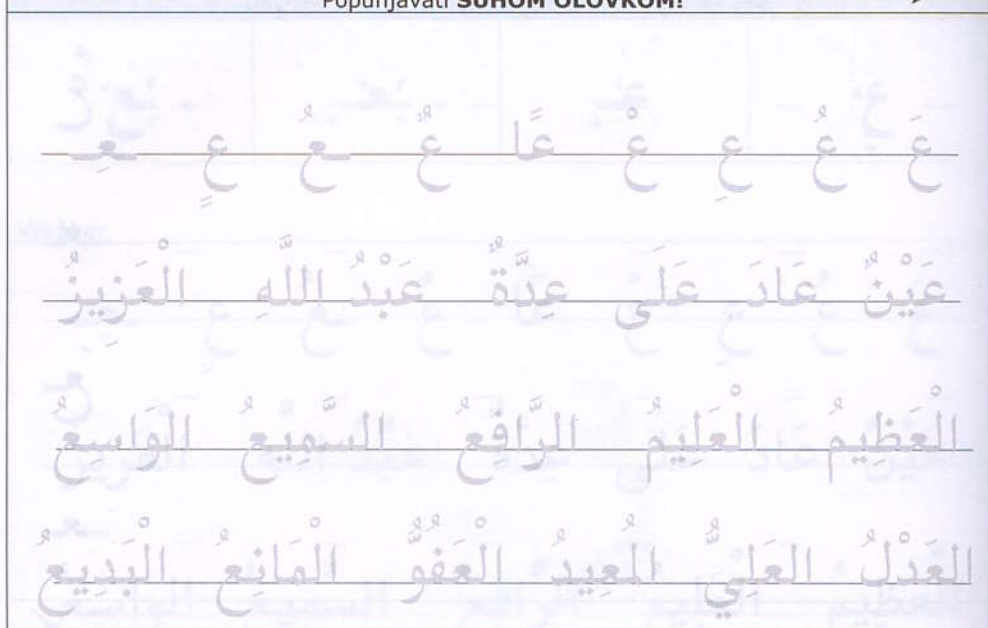 Popunjavati SUHOM OLOVKOM!
عَ عُ عِ عْ عًا عٌ ـعُ عٍ ـعِـ
عَيْنٌ عَادَ عَلَى عِدَّةٌ عَبْدُ اللَّهِ الْعَزِيزُ
الْعَظِيمُ الْعَلِيمُ الرَّافِعُ السَّمِيعُ الْوَاسِعُ
الْعَدْلُ الْعَلِيُّ الْمُعِيدُ الْعَفُوُّ الْمَانِعُ الْبَدِيعُ